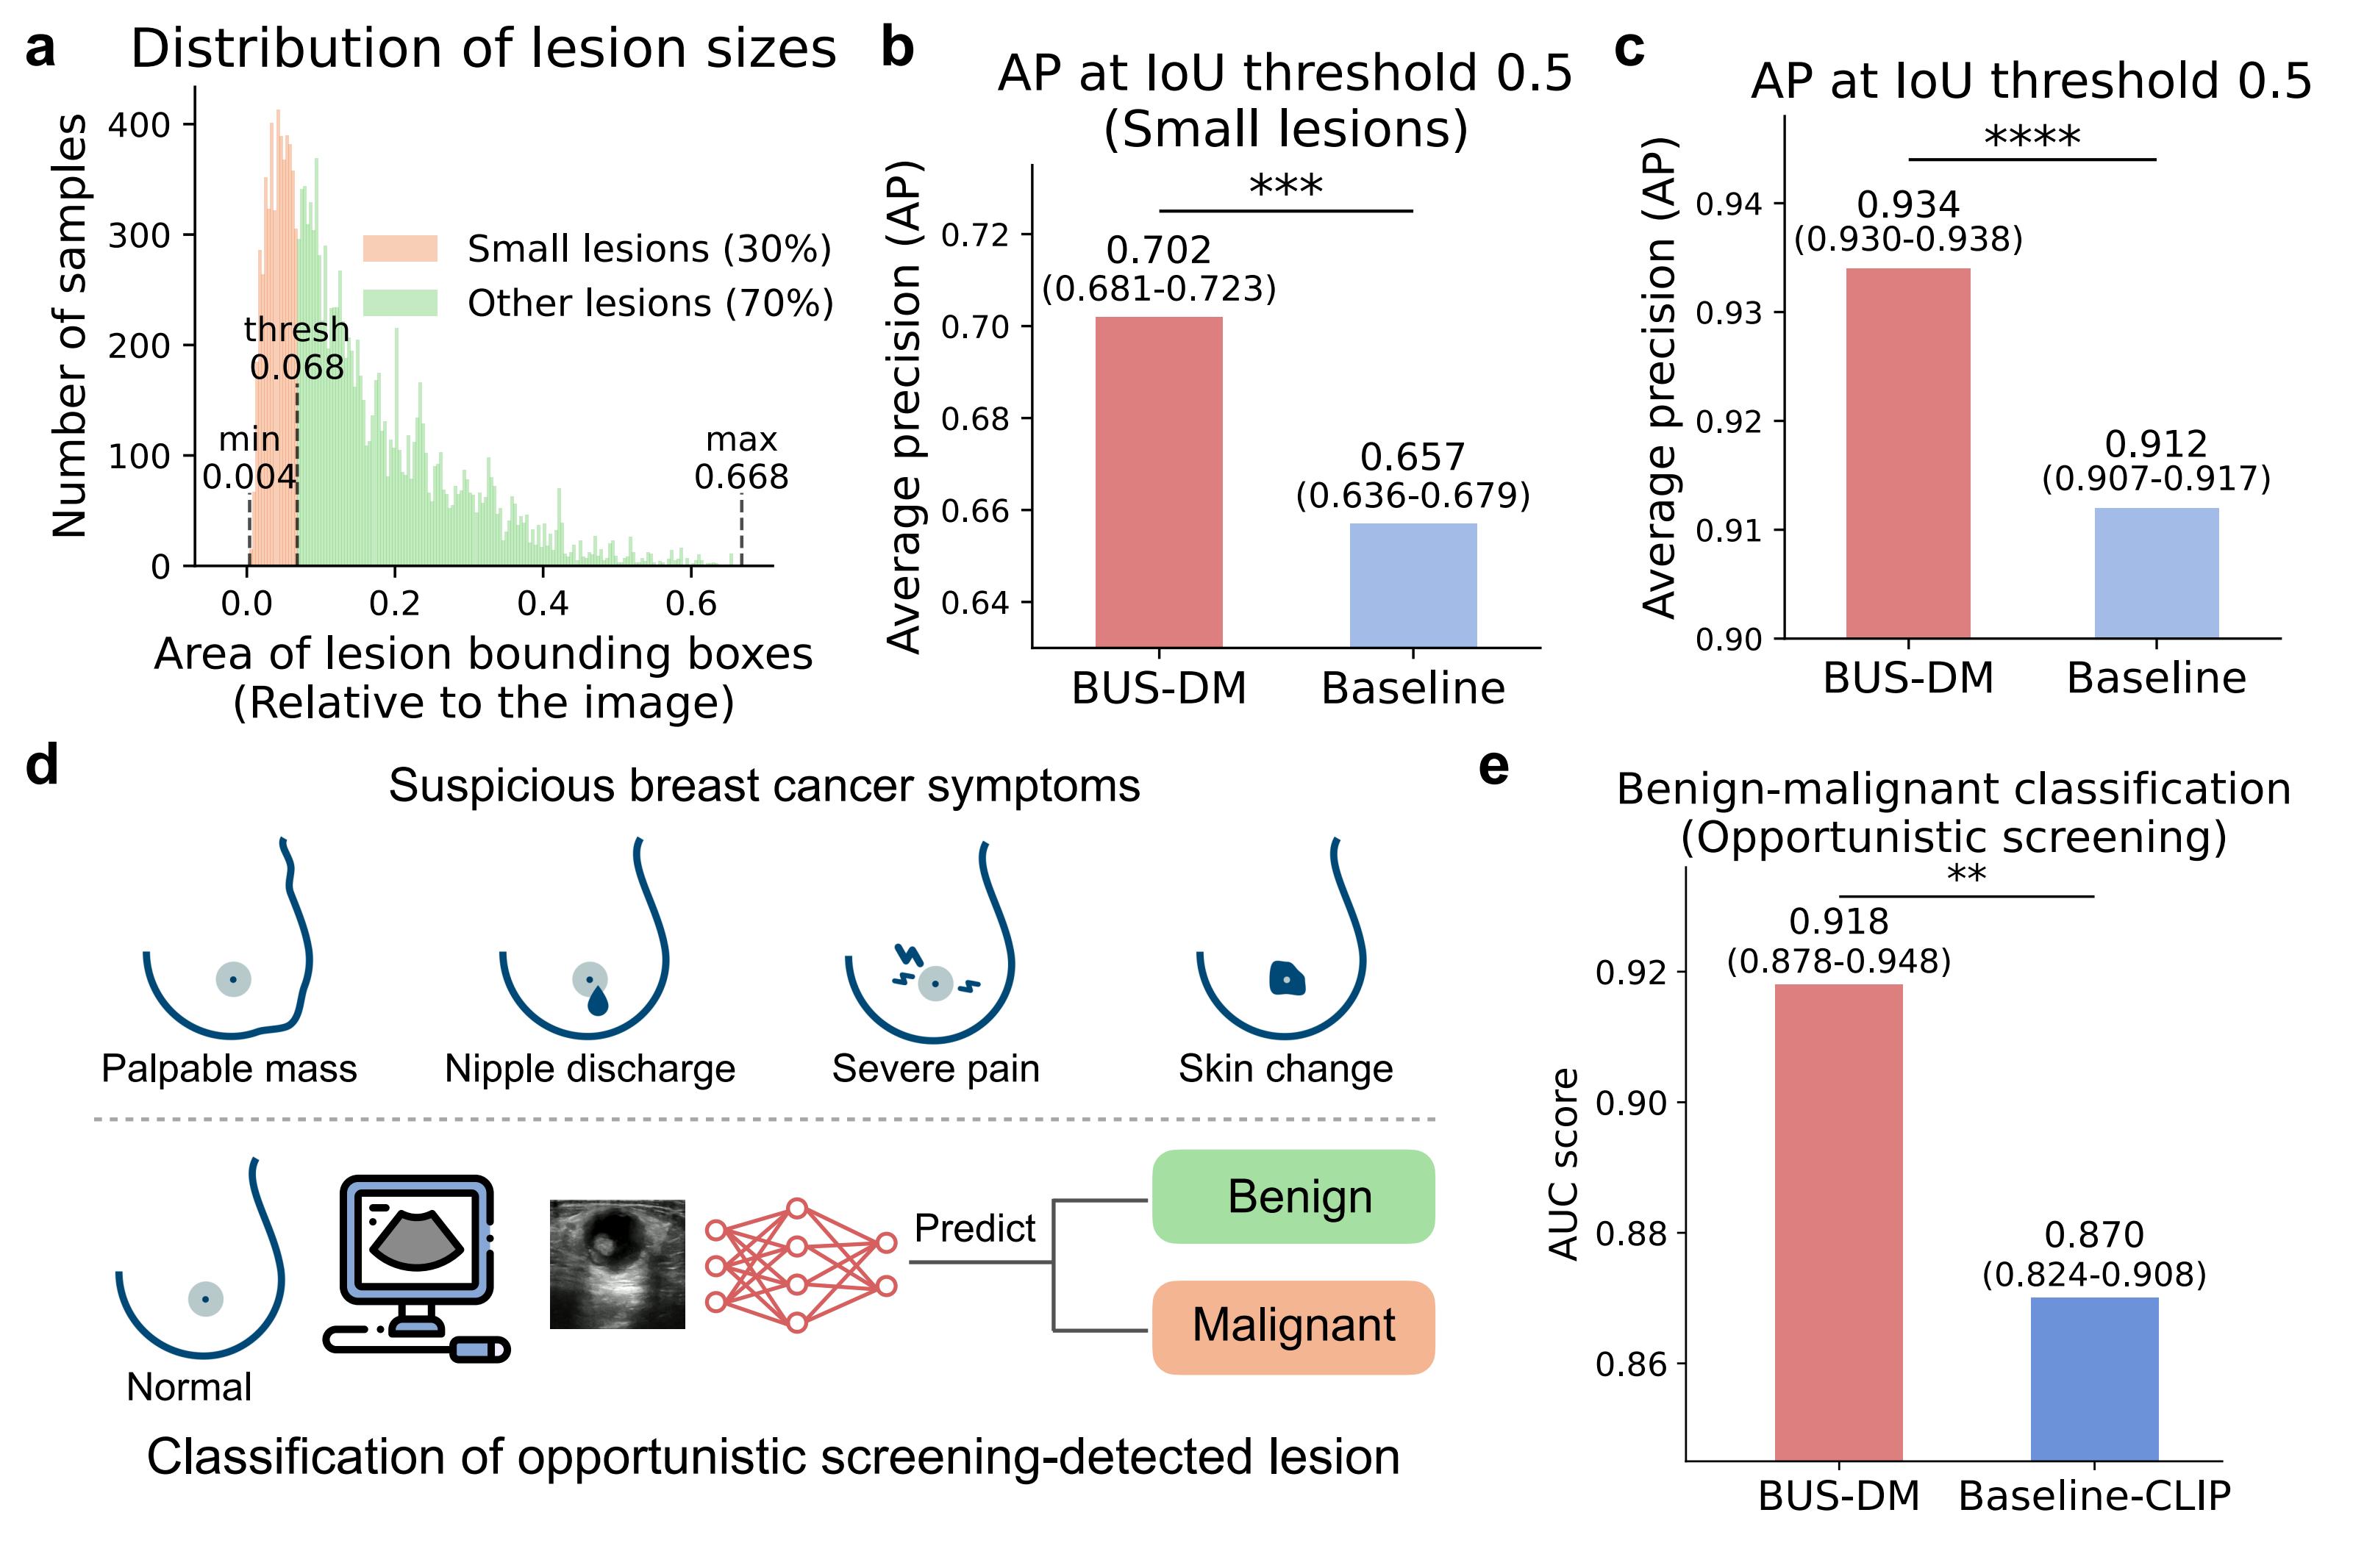 a
Distribution of lesion sizes
Number of samples
400
300
200
100
0
Small lesions (30%)
Other lesions (70%)
thresh
0.068
min
0.004
max
0.668
0.0
0.2
0.4
0.6
Area of lesion bounding boxes
(Relative to the image)
b
AP at IoU threshold 0.5
(Small lesions)
Average precision (AP)
0.72
0.70
0.68
0.66
0.64
***
0.702
(0.681-0.723)
0.657
(0.636-0.679)
BUS-DM
Baseline
c
AP at IoU threshold 0.5
Average precision (AP)
0.94
0.93
0.92
0.91
0.90
****
0.934
(0.930-0.938)
0.912
(0.907-0.917)
BUS-DM
Baseline
d
Suspicious breast cancer symptoms
Palpable mass
Nipple discharge
Severe pain
Skin change
Normal
Predict
Benign
Malignant
Classification of opportunistic screening-detected lesion
e
Benign-malignant classification
(Opportunistic screening)
AUC score
0.92
0.90
0.88
0.86
**
0.918
(0.878-0.948)
0.870
(0.824-0.908)
BUS-DM
Baseline-CLIP